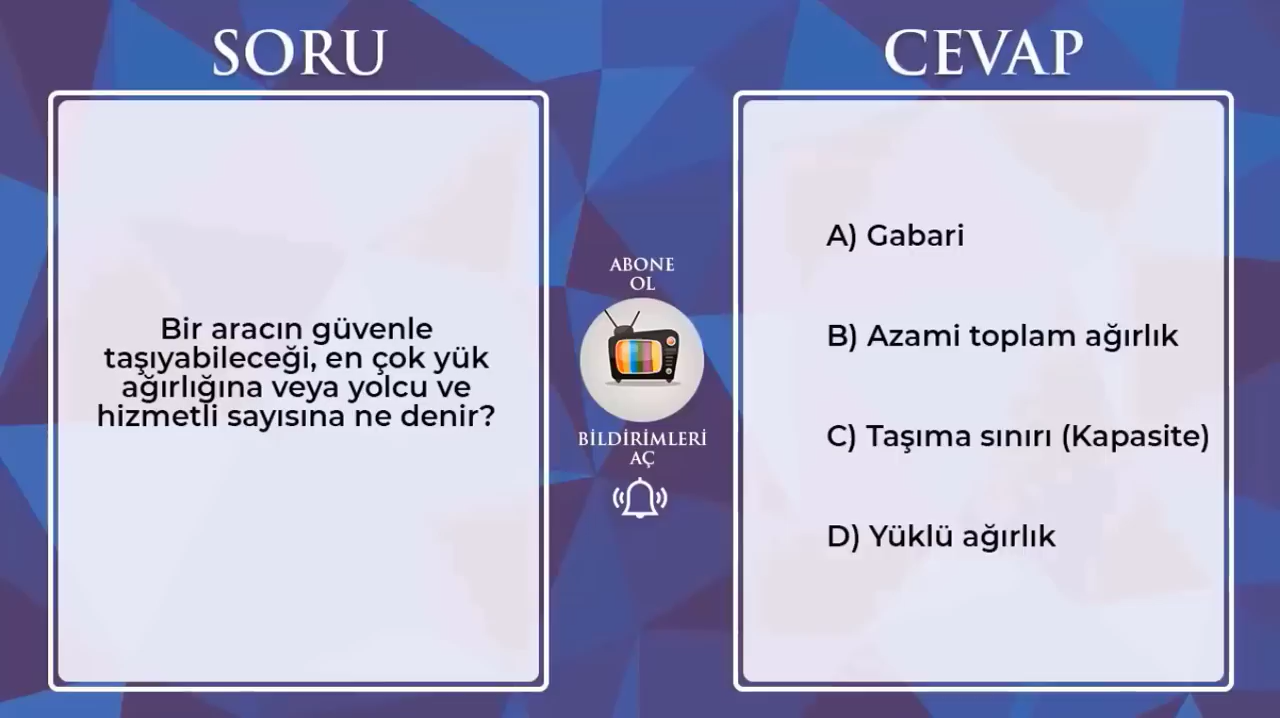 SORU
Bir aracın güvenle
taşıyabileceği, en çok yük
ağırlığına veya yolcu ve
hizmetli sayısına ne denir?
ABONE
OL
BİLDİRİMLERİ
AÇ
CEVAP
A) Gabari
B) Azami toplam ağırlık
C) Taşıma sınırı (Kapasite)
D) Yüklü ağırlık